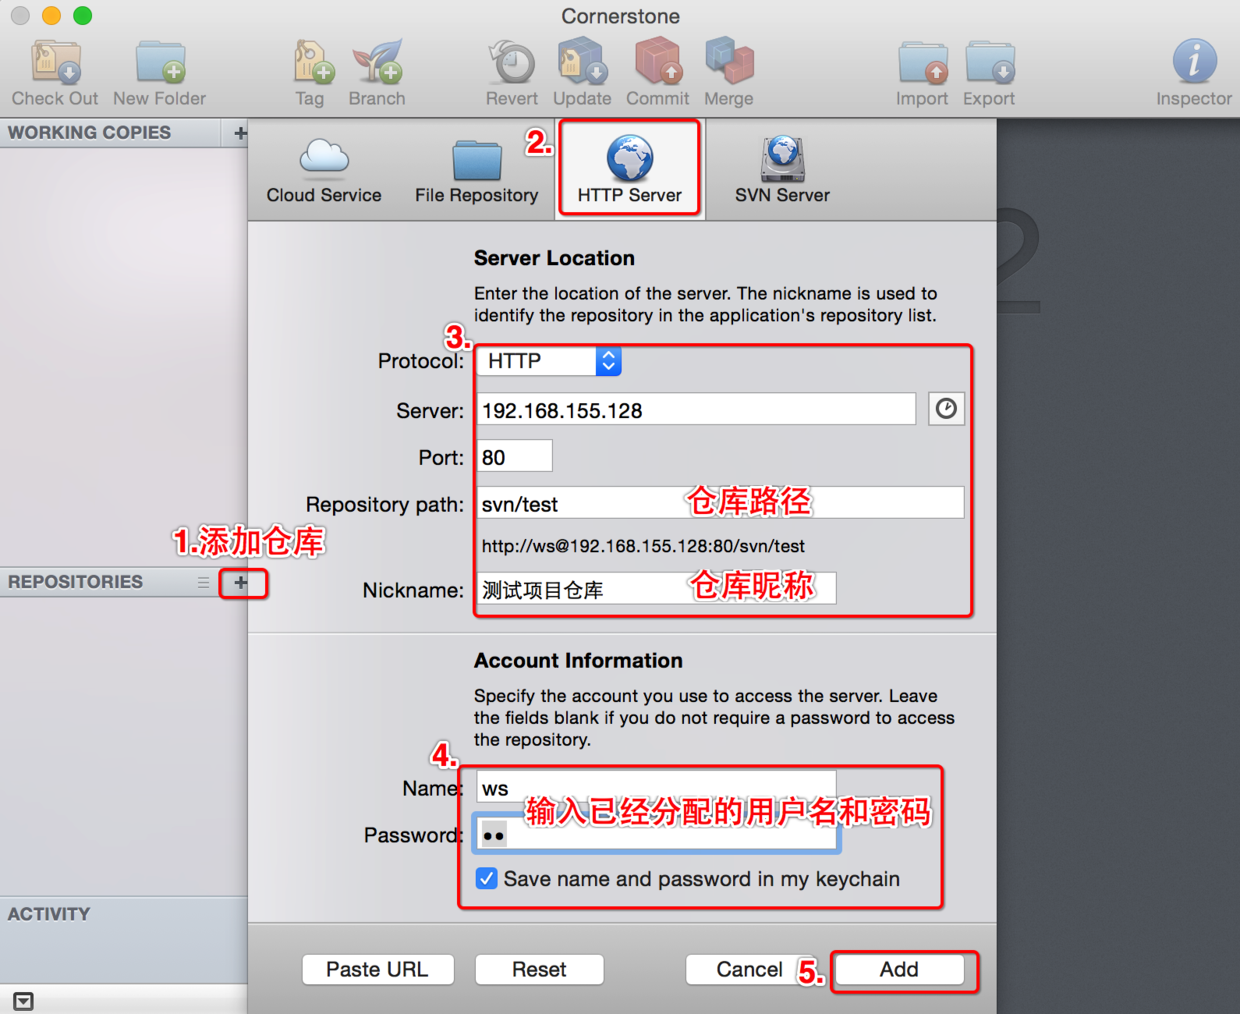 Cornerstone
Check Out
New Folder
Tag
Branch
Revert
Update
Commit
Merge
Import
Export
Inspector
WORKING COPIES
2.
Cloud Service
File Repository
HTTP Server
SVN Server
2
Server Location
Enter the location of the server. The nickname is used to
identify the repository in the application's repository list.
3.
Protocol: HTTP
Server: 192.168.155.128
Port: 80
Repository path: svn/test 仓库路径
http://ws@192.168.155.128:80/svn/test
1.添加仓库
REPOSITORIES
Nickname: 测试项目仓库 仓库昵称
Account Information
Specify the account you use to access the server. Leave
the fields blank if you do not require a password to access
the repository.
4.
Name: ws
输入已经分配的用户名和密码
Password: ••
Save name and password in my keychain
ACTIVITY
Paste URL
Reset
Cancel
5.
Add